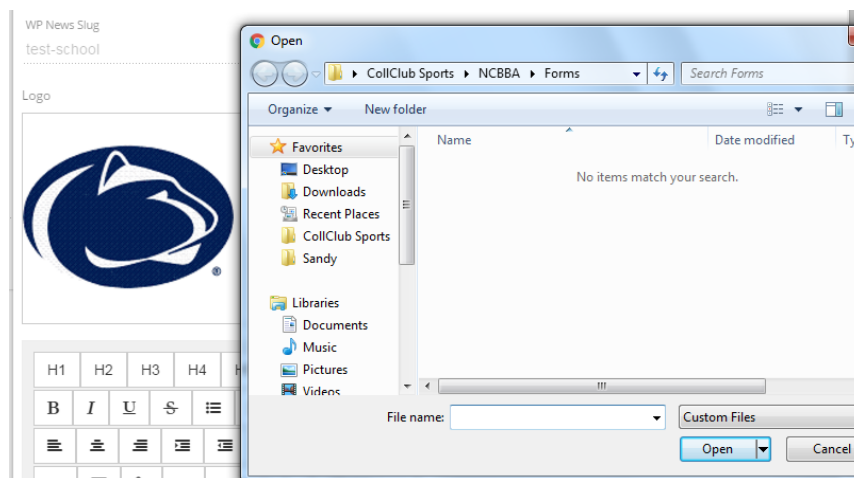 WP News Slug
test-school
Logo
®
H1 H2 H3 H4
B I U S
Open
CollClub Sports NCBBA Forms
Search Forms
Organize New folder
Favorites
Desktop
Downloads
Recent Places
CollClub Sports
Sandy
Libraries
Documents
Music
Pictures
Videos
Name Date modified Ty
No items match your search.
File name: Custom Files
Open Cancel